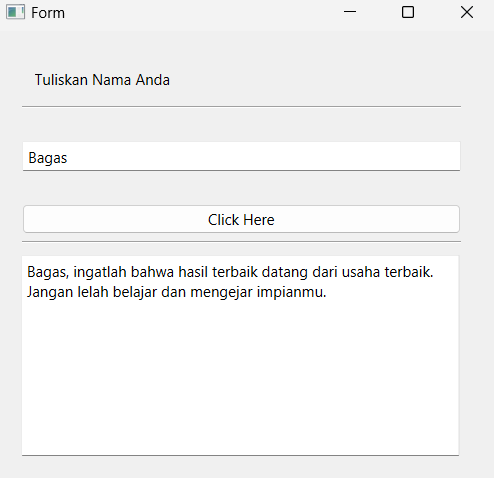 Form
Tuliskan Nama Anda
Bagas
Click Here
Bagas, ingatlah bahwa hasil terbaik datang dari usaha terbaik.
Jangan lelah belajar dan mengejar impianmu.